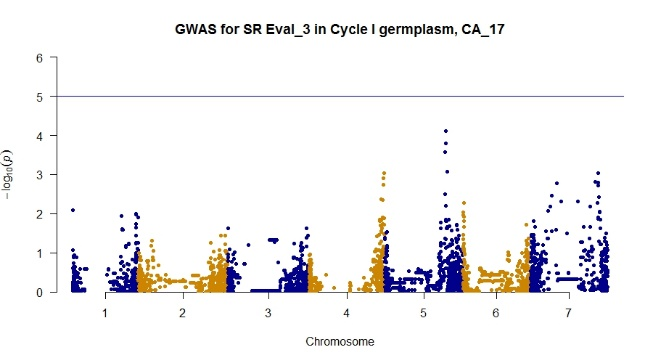 GWAS for SR Eval_3 in Cycle I germplasm, CA_17
6
5
4
3
2
1
0
−log10(p)
1 2 3 4 5 6 7
Chromosome